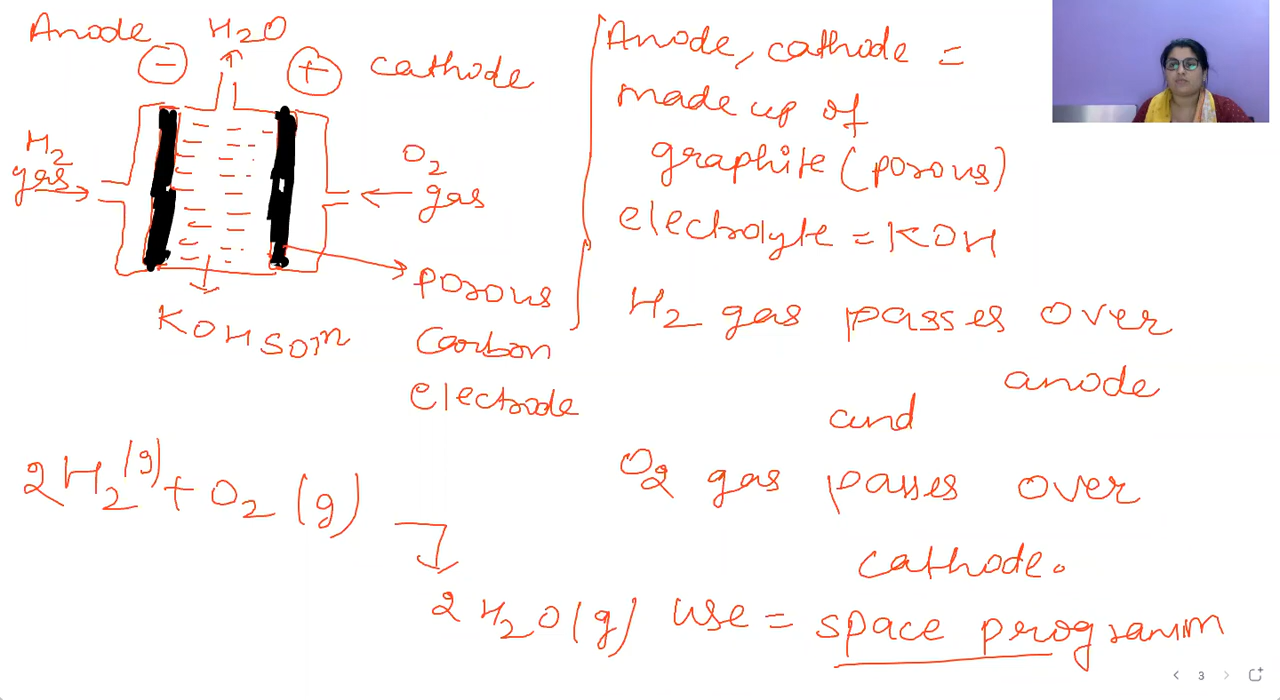 Anode
H2O
−
+
cathode
H2
gas
O2
gas
KOH soln
porous
carbon
electrode
2H2(g) + O2 (g)
2H2O(g)
Anode, cathode =
made up of
graphite (porous)
electrolyte = KOH
H2 gas passes over
anode
and
O2 gas passes over
cathode.
use = space programm
< 3 >